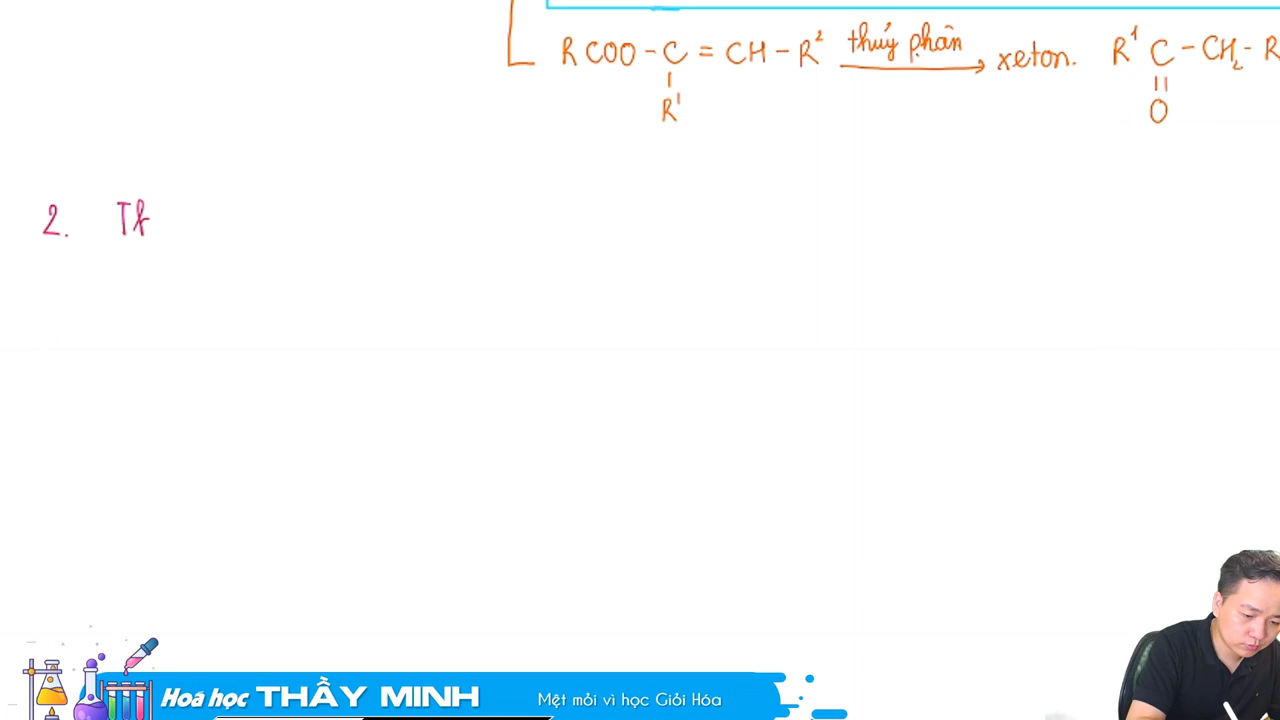 RCOO - C = CH - R² thủy phân xeton. R¹ C - CH₂ - R
R¹ O
2. Th
Hoá học THẦY MINH Mệt mỏi vì học Giỏi Hóa